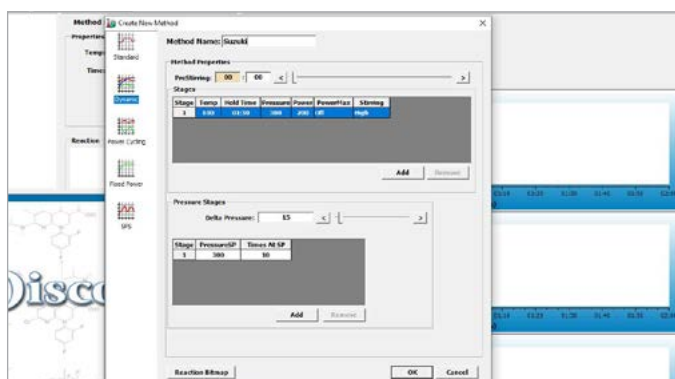 Method
Create New Method
Properties
Temp
Time:
Reaction
Standard
Dynamic
Power Cycling
Fixed Power
SPS
Method Name: Suzuki
Method Properties
PreStirring: 00 : 00 < >
Stages
Stage Temp Hold Time Pressure Power PowerMax Stirring
1 300 200 Off High
Add Remove
Pressure Stages
Delta Pressure: 15 < >
Stage PressureSP Times At SP
1 300 10
Add Remove
Reaction Bitmap OK Cancel
Disco